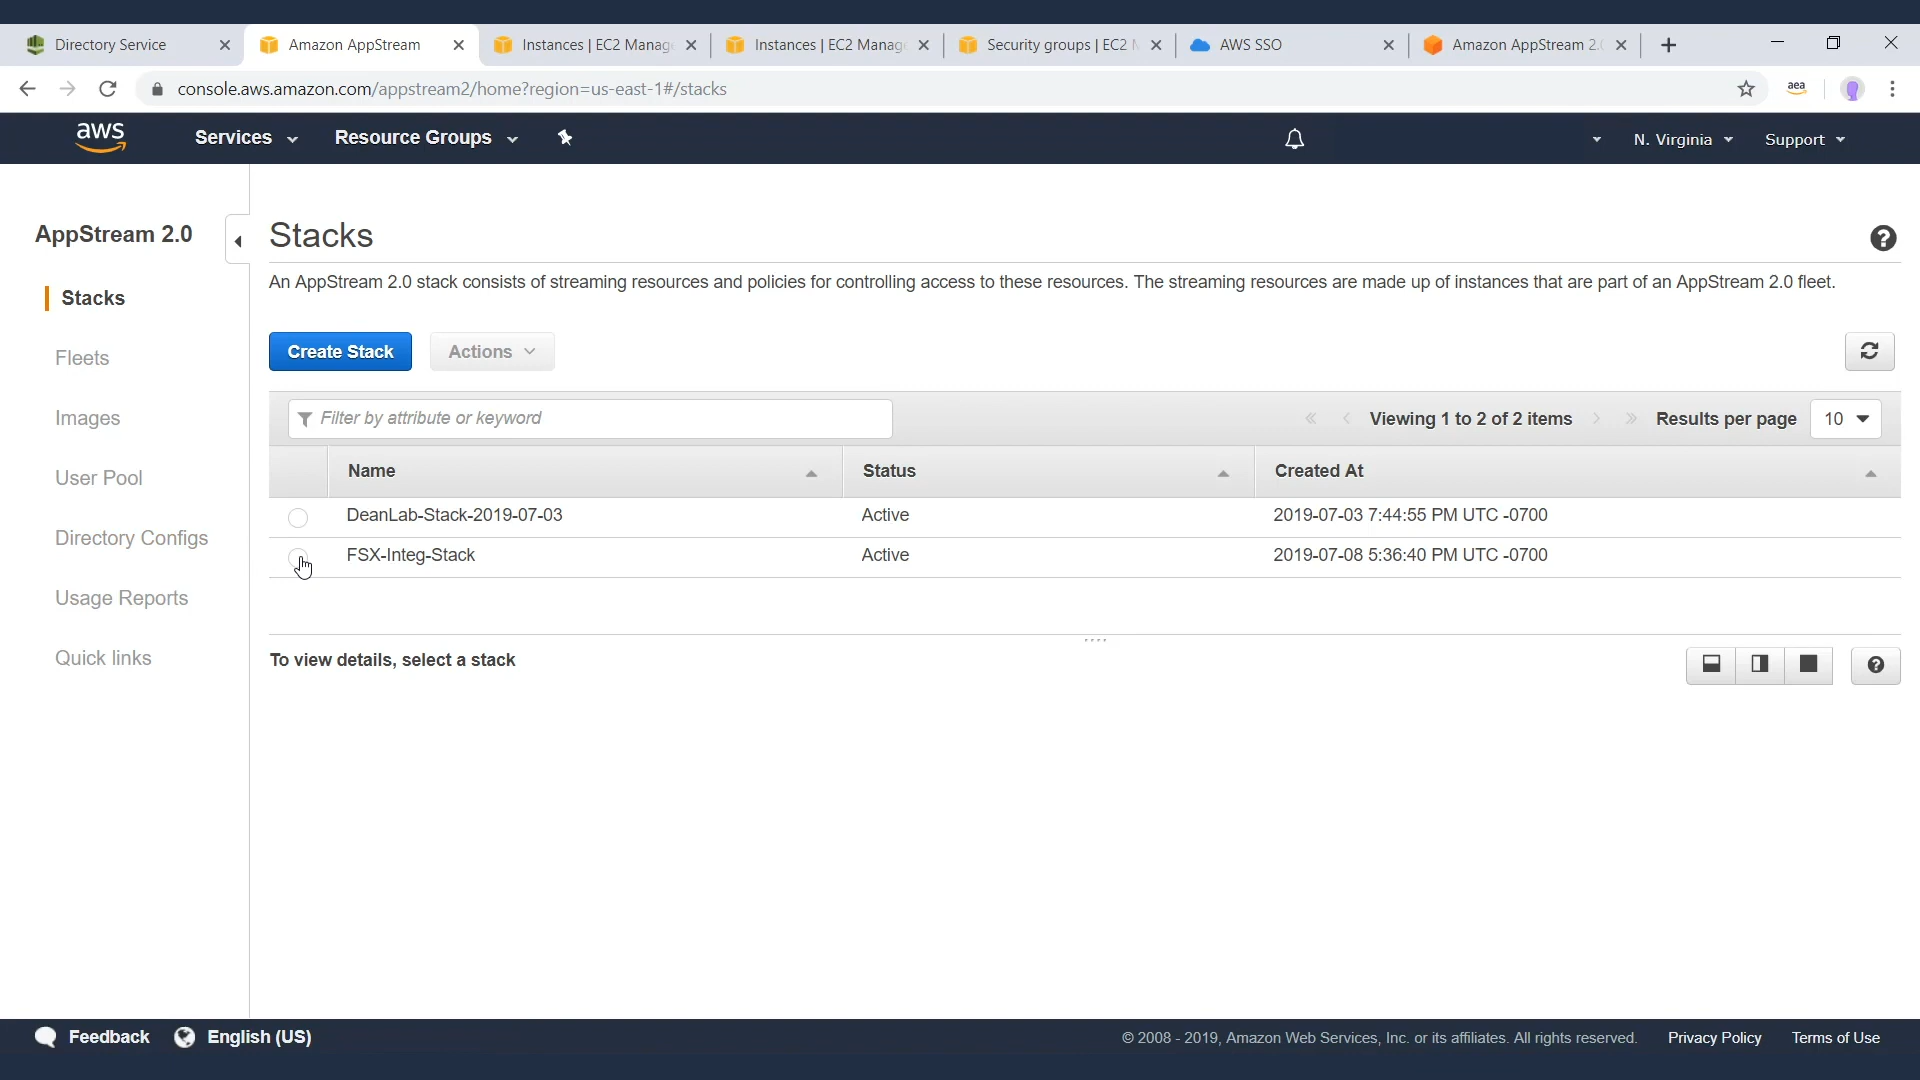 Directory Service
Amazon AppStream
Instances | EC2 Manage
Instances | EC2 Manage
Security groups | EC2 M
AWS SSO
Amazon AppStream 2.0
console.aws.amazon.com/appstream2/home?region=us-east-1#/stacks
aea
aws
Services
Resource Groups
N. Virginia
Support
AppStream 2.0
Stacks
Fleets
Images
User Pool
Directory Configs
Usage Reports
Quick links
Stacks
An AppStream 2.0 stack consists of streaming resources and policies for controlling access to these resources. The streaming resources are made up of instances that are part of an AppStream 2.0 fleet.
Create Stack
Actions
Filter by attribute or keyword
Viewing 1 to 2 of 2 items
Results per page
10
Name Status Created At
DeanLab-Stack-2019-07-03 Active 2019-07-03 7:44:55 PM UTC -0700
FSX-Integ-Stack Active 2019-07-08 5:36:40 PM UTC -0700
To view details, select a stack
Feedback
English (US)
© 2008 - 2019, Amazon Web Services, Inc. or its affiliates. All rights reserved.
Privacy Policy
Terms of Use